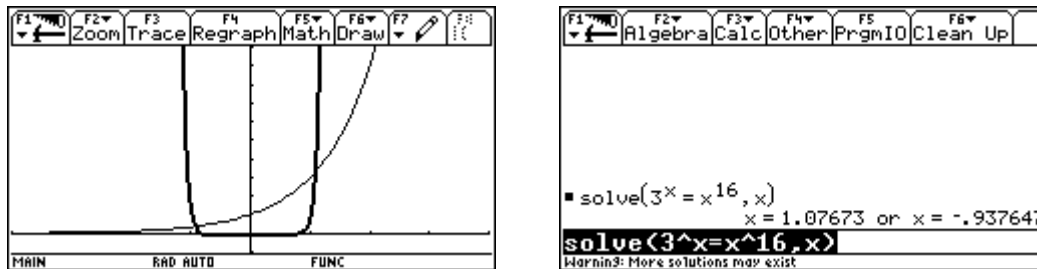 F1 F2 Zoom F3 Trace F4 Regraph F5 Math F6 Draw F7
MAIN RAD AUTO FUNC
F1 F2 Algebra F3 Calc F4 Other F5 PrgmIO F6 Clean Up
▪ solve(3^x = x^16, x)
x = 1.07673 or x = -.937647
solve(3^x=x^16,x)
Warning: More solutions may exist